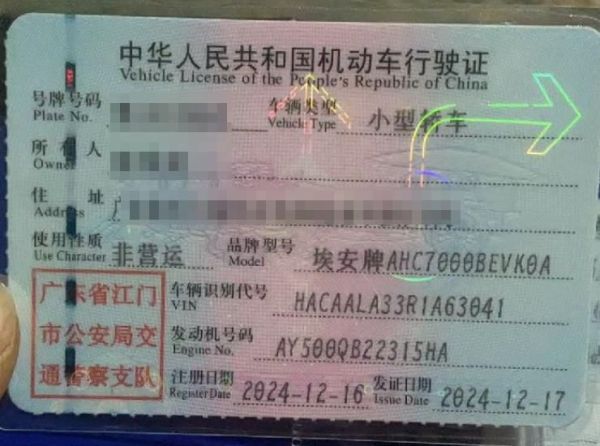 中华人民共和国机动车行驶证
Vehicle License of the People's Republic of China
号牌号码 车辆类型 小型轿车
Plate No. Vehicle Type
所有人
Owner
住址 广
Address
使用性质 非营运 品牌型号 埃安牌AHC7000BEVK0A
Use Character Model
广东省江门
市公安局交
通警察支队
车辆识别代号 HACAALA33R1A63041
VIN
发动机号码 AY500QB22315HA
Engine No.
注册日期 2024-12-16 发证日期 2024-12-17
Register Date Issue Date